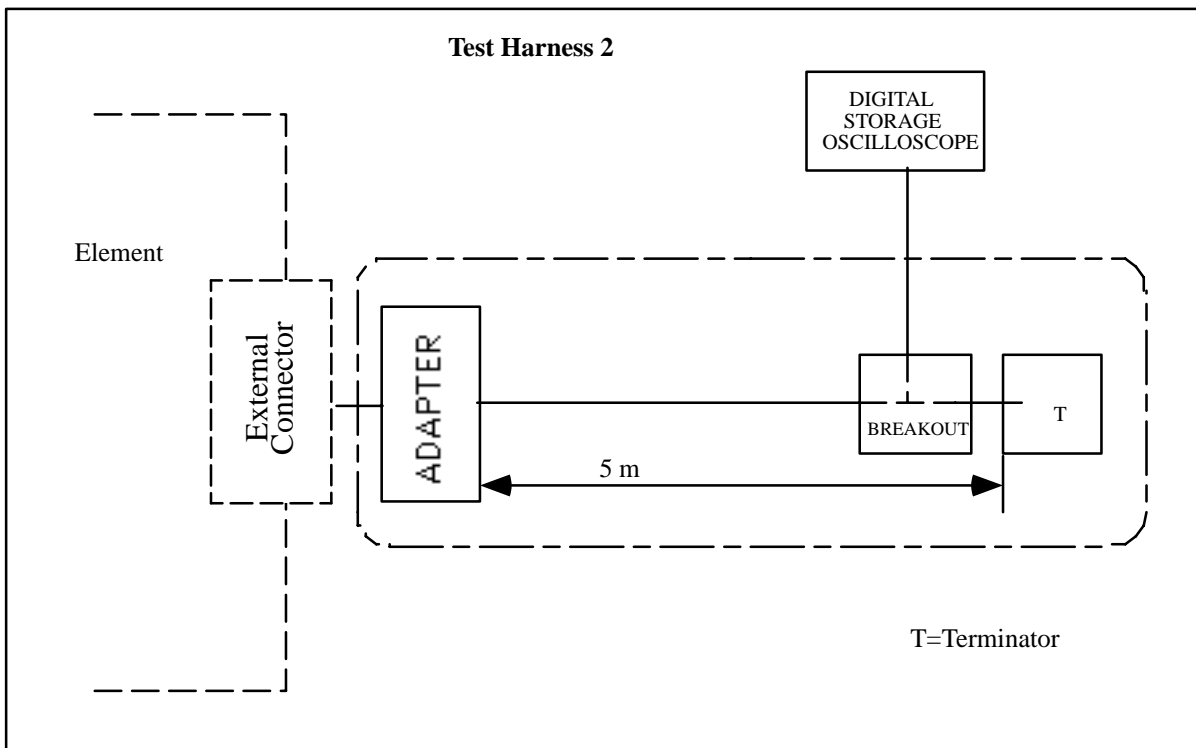 Test Harness 2
DIGITAL
STORAGE
OSCILLOSCOPE
Element
External
Connector
ADAPTER
BREAKOUT
T
5 m
T=Terminator